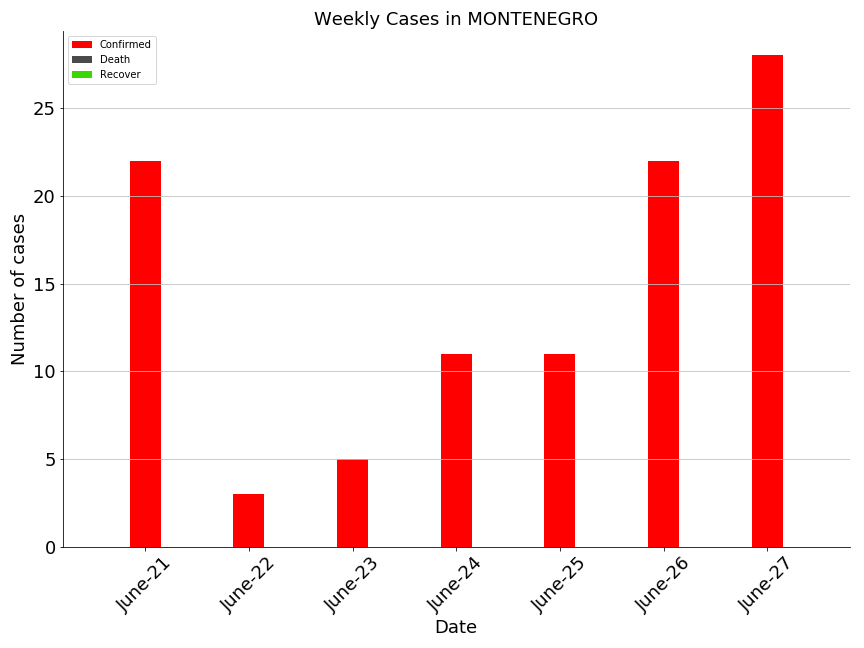 Weekly Cases in MONTENEGRO
Confirmed
Death
Recover
Number of cases
25
20
15
10
5
0
June-21
June-22
June-23
June-24
June-25
June-26
June-27
Date